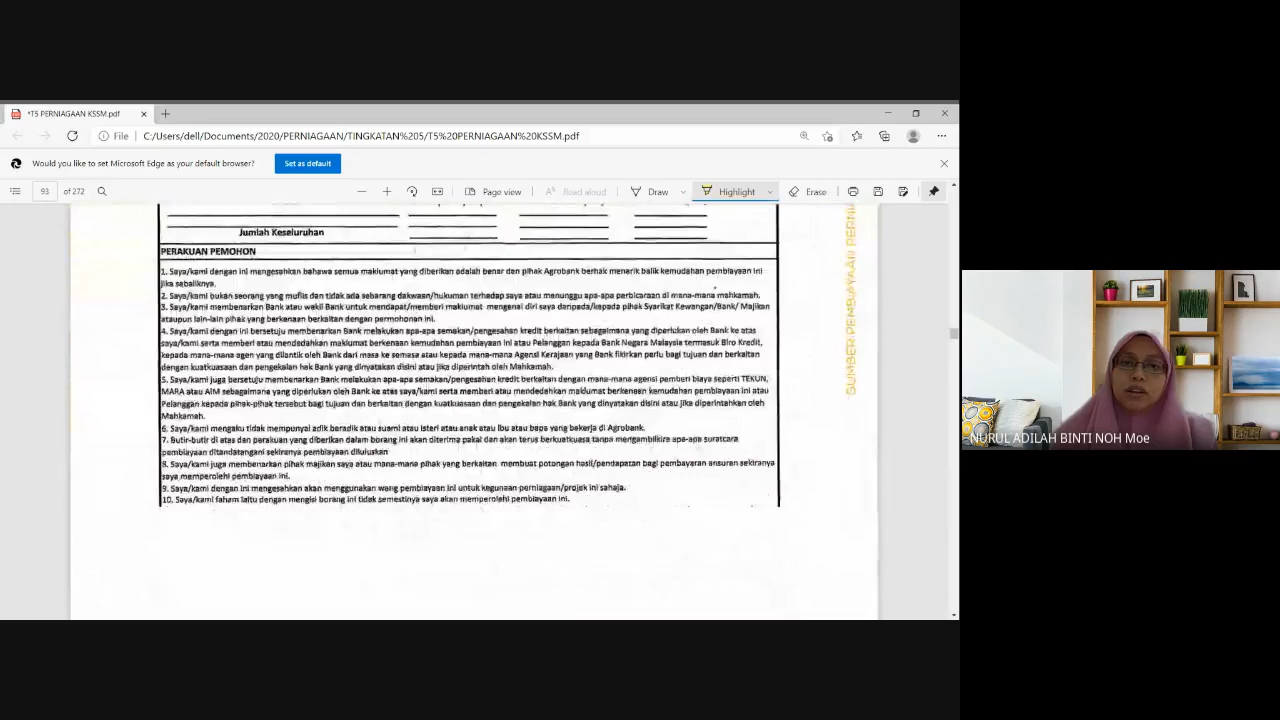 *T5 PERNIAGAAN KSSM.pdf
File
C:/Users/dell/Documents/2020/PERNIAGAAN/TINGKATAN%205/T5%20PERNIAGAAN%20KSSM.pdf
Would you like to set Microsoft Edge as your default browser?
Set as default
93 of 272
Page view
Read aloud
Draw
Highlight
Erase
Jumlah Keseluruhan
PERAKUAN PEMOHON
1. Saya/kami dengan ini mengesahkan bahawa semua maklumat yang diberikan adalah benar dan pihak Agrobank berhak menarik balik kemudahan pembiayaan ini
jika sebaliknya.
2. Saya/kami bukan seorang yang muflis dan tidak ada sebarang dakwaan/hukuman terhadap saya atau menunggu apa-apa perbicaraan di mana-mana mahkamah.
3. Saya/kami membenarkan Bank atau wakil Bank untuk mendapat/memberi maklumat mengenai diri saya daripada/kepada pihak Syarikat Kewangan/Bank/ Majikan
ataupun lain-lain pihak yang berkenaan berkaitan dengan permohonan ini.
4. Saya/kami dengan ini bersetuju membenarkan Bank melakukan apa-apa semakan/pengesahan kredit berkaitan sebagaimana yang diperlukan oleh Bank ke atas
saya/kami serta memberi atau mendedahkan maklumat berkenaan kemudahan pembiayaan ini atau Pelanggan kepada Bank Negara Malaysia termasuk Biro Kredit,
kepada mana-mana agen yang dilantik oleh Bank dari masa ke semasa atau kepada mana-mana Agensi Kerajaan yang Bank fikirkan perlu bagi tujuan dan berkaitan
dengan kuatkuasaan dan pengekalan hak Bank yang dinyatakan disini atau jika diperintah oleh Mahkamah.
5. Saya/kami juga bersetuju membenarkan Bank melakukan apa-apa semakan/pengesahan kredit berkaitan dengan mana-mana agensi pemberi biaya seperti TEKUN,
MARA atau AIM sebagaimana yang diperlukan oleh Bank ke atas saya/kami serta memberi atau mendedahkan maklumat berkenaan kemudahan pembiayaan ini atau
Pelanggan kepada pihak-pihak tersebut bagi tujuan dan berkaitan dengan kuatkuasaan dan pengekalan hak Bank yang dinyatakan disini atau jika diperintahkan oleh
Mahkamah.
6. Saya/kami mengaku tidak mempunyai adik beradik atau suami atau isteri atau anak atau ibu atau bapa yang bekerja di Agrobank.
7. Butir-butir di atas dan perakuan yang diberikan dalam borang ini akan diterima pakai dan akan terus berkuatkuasa tanpa mengambilkira apa-apa suratcara
pembiayaan ditandatangani sekiranya pembiayaan diluluskan
8. Saya/kami juga membenarkan pihak majikan saya atau mana-mana pihak yang berkaitan membuat potongan hasil/pendapatan bagi pembayaran ansuran sekiranya
saya memperolehi pembiayaan ini.
9. Saya/kami dengan ini mengesahkan akan menggunakan wang pembiayaan ini untuk kegunaan perniagaan/projek ini sahaja.
10. Saya/kami faham iaitu dengan mengisi borang ini tidak semestinya saya akan memperolehi pembiayaan ini.
SUMBER PEMBIAYAAN
NURUL ADILAH BINTI NOH Moe